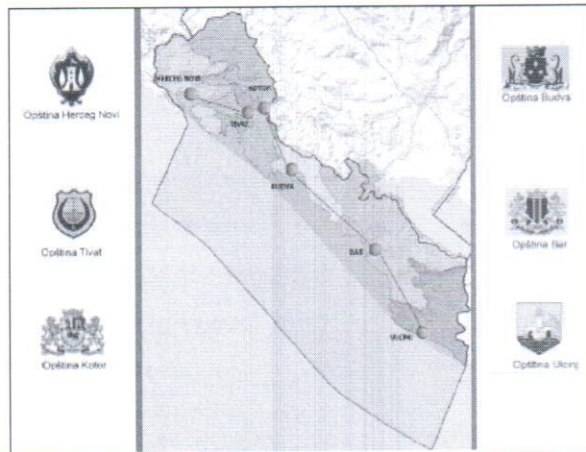 Opština Herceg Novi
Opština Tivat
Opština Kotor
HERCEG NOVI
KOTOR
TIVAT
BUDVA
BAR
ULCINJ
Opština Budva
Opština Bar
Opština Ulcinj